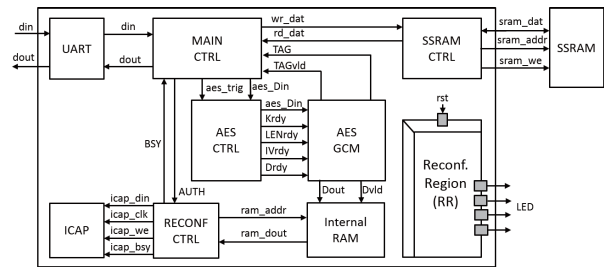 din
dout
UART
din
dout
MAIN
CTRL
wr_dat
rd_dat
TAG
TAGvld
SSRAM
CTRL
sram_dat
sram_addr
sram_we
SSRAM
aes_trig
aes_Din
AES
CTRL
aes_Din
Krdy
LENrdy
IVrdy
Drdy
AES
GCM
rst
Reconf.
Region
(RR)
LED
BSY
AUTH
Dout
Dvld
ICAP
icap_din
icap_clk
icap_we
icap_bsy
RECONF
CTRL
ram_addr
ram_dout
Internal
RAM